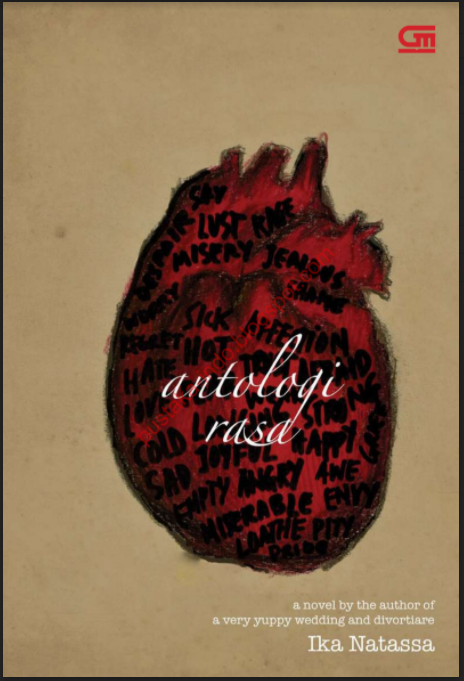 GM
SAD
LUST RAGE
DESPAIR
MISERY JEALOUS
WORRY
SHAME
SICK AFFECTION
REGRET HOT
HATE
antologi
rasa
LOVE
LONGING STRONG
COLD JOYFUL HAPPY
SAD
EMPTY ANGRY AWE
MISERABLE ENVY
LOATHE PITY
PRIDE
a novel by the author of
a very yuppy wedding and divortiare
Ika Natassa